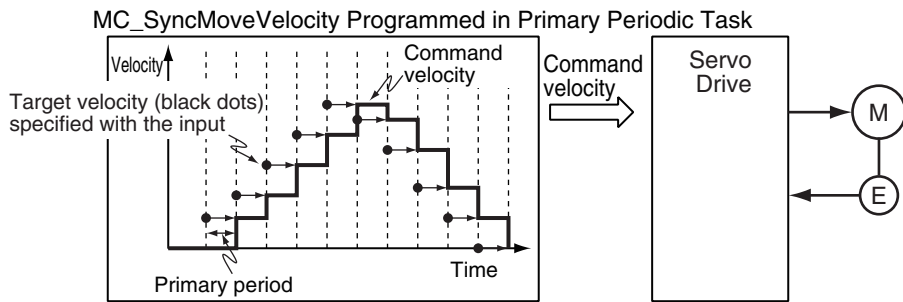 MC_SyncMoveVelocity Programmed in Primary Periodic Task
Velocity
Command
velocity
Target velocity (black dots)
specified with the input
Primary period
Time
Command
velocity
Servo
Drive
M
E